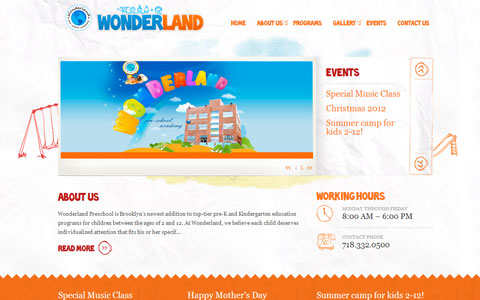 WONDERLAND
HOME ABOUT US PROGRAMS GALLERY EVENTS CONTACT US
DERLAND
pre-school
academy
EVENTS
Special Music Class
Christmas 2012
Summer camp for
kids 2-12!
ABOUT US
Wonderland Preschool is Brooklyn's newest addition to top-tier pre-K and Kindergarten education
programs for children between the ages of 2 and 12. At Wonderland, we believe each child deserves
individualized attention that fits his or her specif...
READ MORE
WORKING HOURS
MONDAY THROUGH FRIDAY
8:00 AM – 6:00 PM
CONTACT PHONE
718.332.0500
Special Music Class Happy Mother's Day Summer camp for kids 2-12!